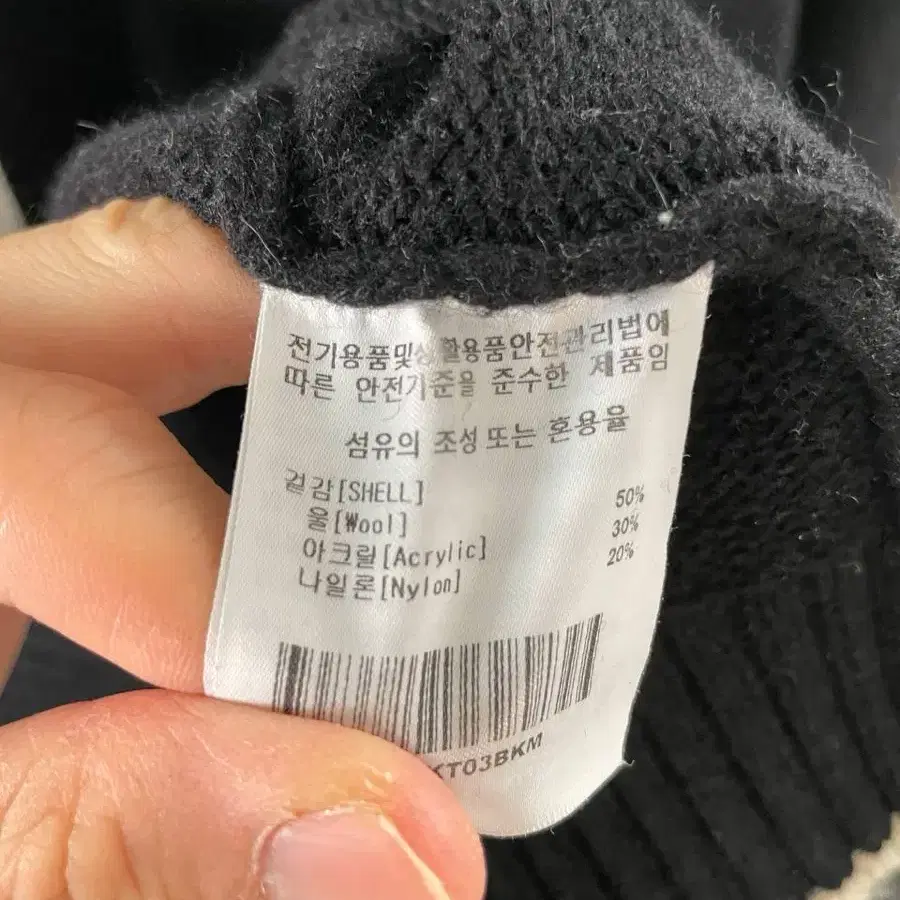 전기용품및생활용품안전관리법에
따른 안전기준을 준수한 제품임
섬유의 조성 또는 혼용율
겉감[SHELL]
울[Wool] 50%
아크릴[Acrylic] 30%
나일론[Nylon] 20%
KT03BKM